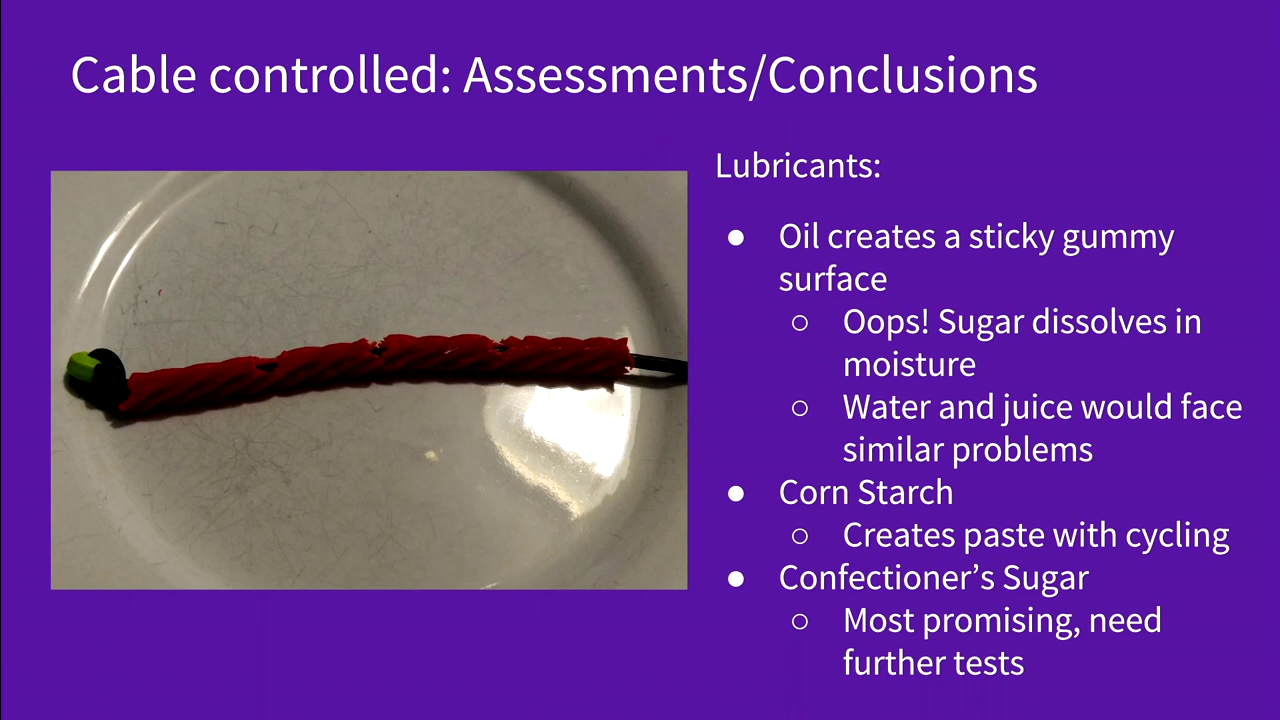 Cable controlled: Assessments/Conclusions
Lubricants:
● Oil creates a sticky gummy
surface
○ Oops! Sugar dissolves in
moisture
○ Water and juice would face
similar problems
● Corn Starch
○ Creates paste with cycling
● Confectioner’s Sugar
○ Most promising, need
further tests